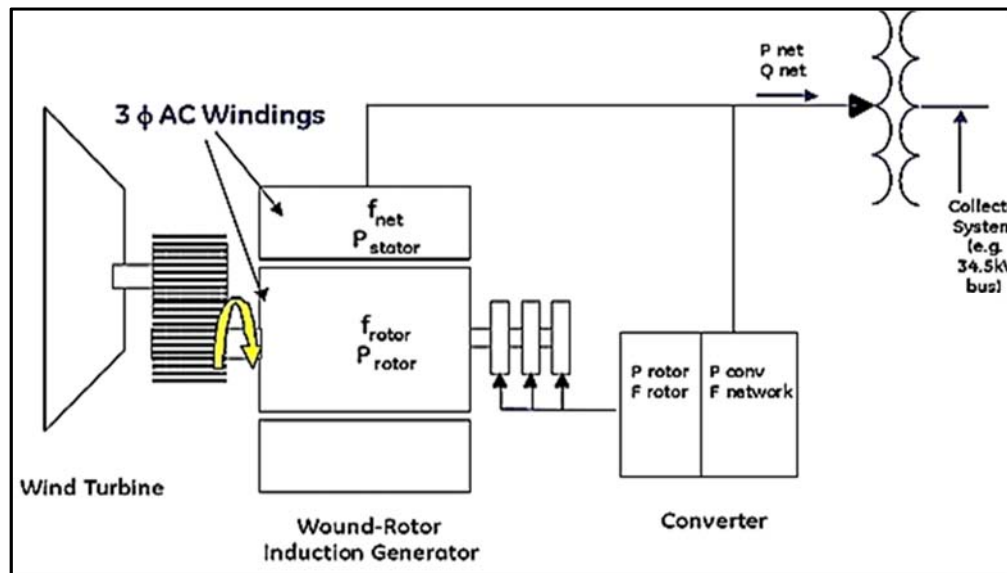 P net
Q net
3 ϕ AC Windings
f net
P stator
f rotor
P rotor
P rotor
F rotor
P conv
F network
Collect
System
(e.g.
34.5kV
bus)
Wind Turbine
Wound-Rotor
Induction Generator
Converter